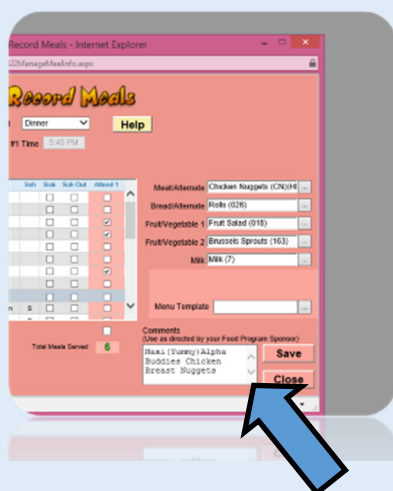 Record Meals - Internet Explorer
Record Meals
Dinner
Help
#1 Time 5:45 PM
Sch Sick Sch Out Attend 1
Meat/Alternate Chicken Nuggets (CN)(H
Bread/Alternate Rolls (026)
Fruit/Vegetable 1 Fruit Salad (018)
Fruit/Vegetable 2 Brussels Sprouts (163)
Milk Milk (7)
S
Menu Template
Comments
(Use as directed by your Food Program Sponsor)
Total Meals Served 6
Maxi (Yummy)Alpha
Buddies Chicken
Breast Nuggets
Save
Close